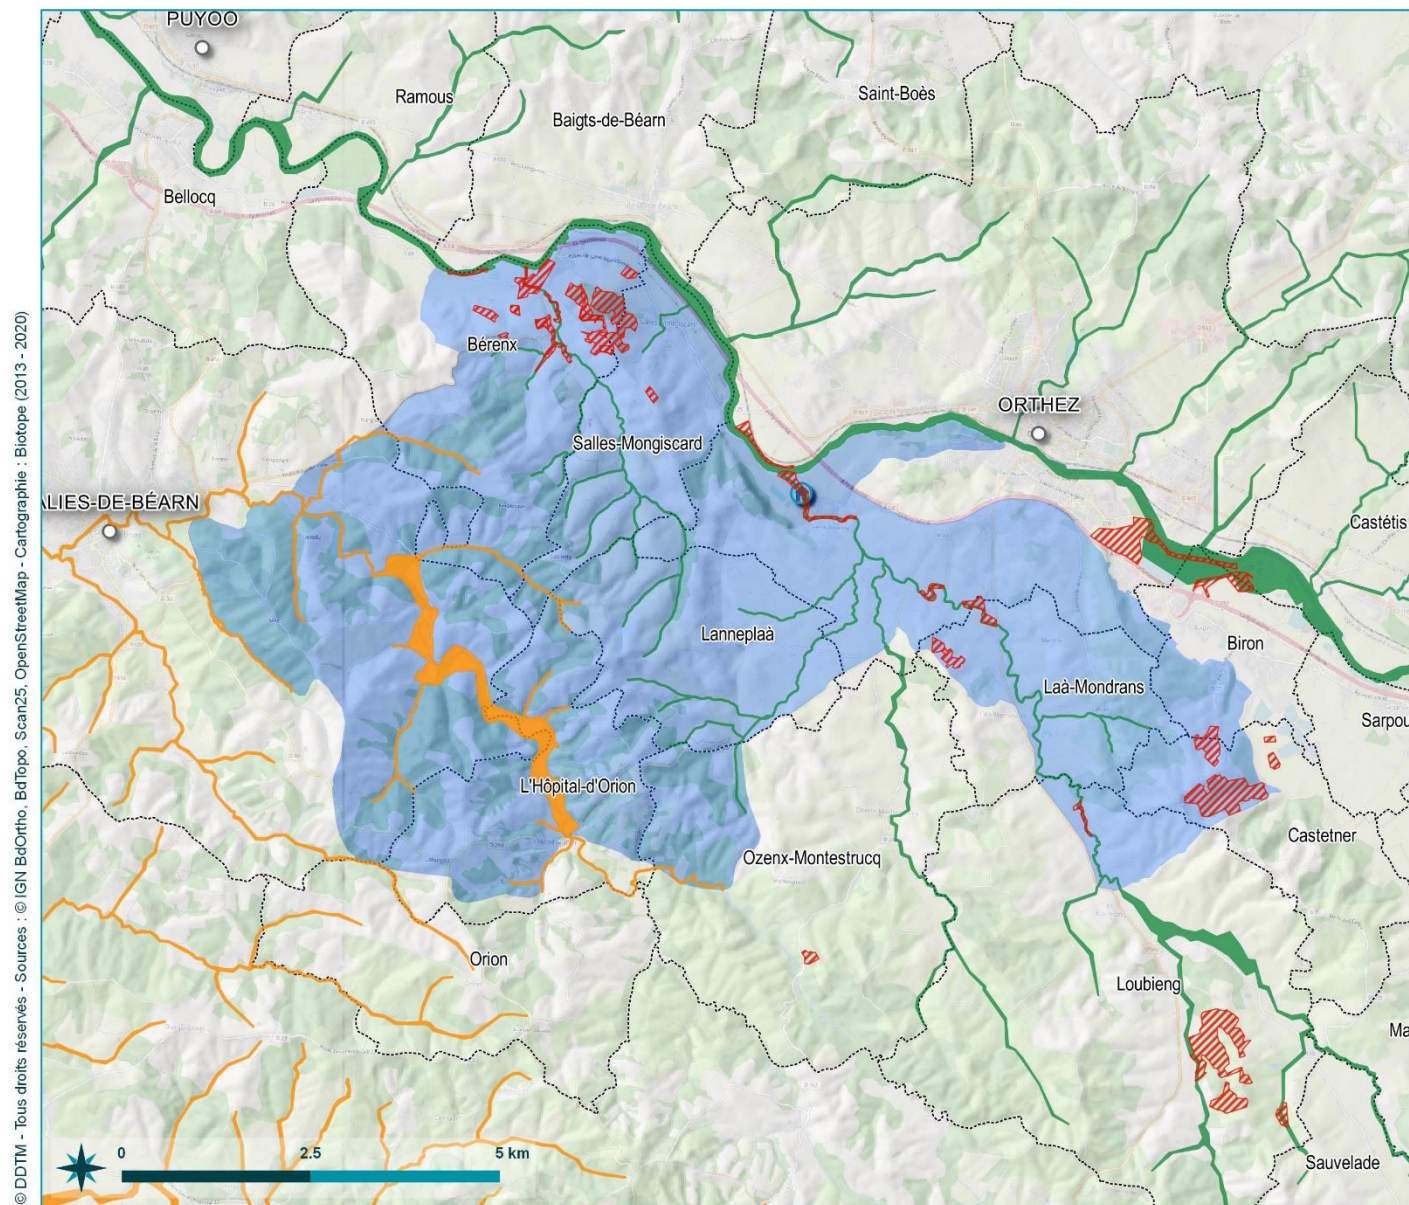 PUYOO
Ramous
Saint-Boès
Baigts-de-Béarn
Bellocq
Bérenx
ORTHEZ
Salles-Mongiscard
ALIES-DE-BÉARN
Castétis
Lanneplaà
Biron
Laà-Mondrans
Sarpou
L'Hôpital-d'Orion
Castetner
Ozenx-Montestrucq
Orion
Loubieng
Ma
Sauvelade
0 2.5 5 km
© DDTM - Tous droits réservés - Sources : © IGN BdOrtho, BdTopo, Scan25, OpenStreetMap - Cartographie : Biotope (2013 - 2020)